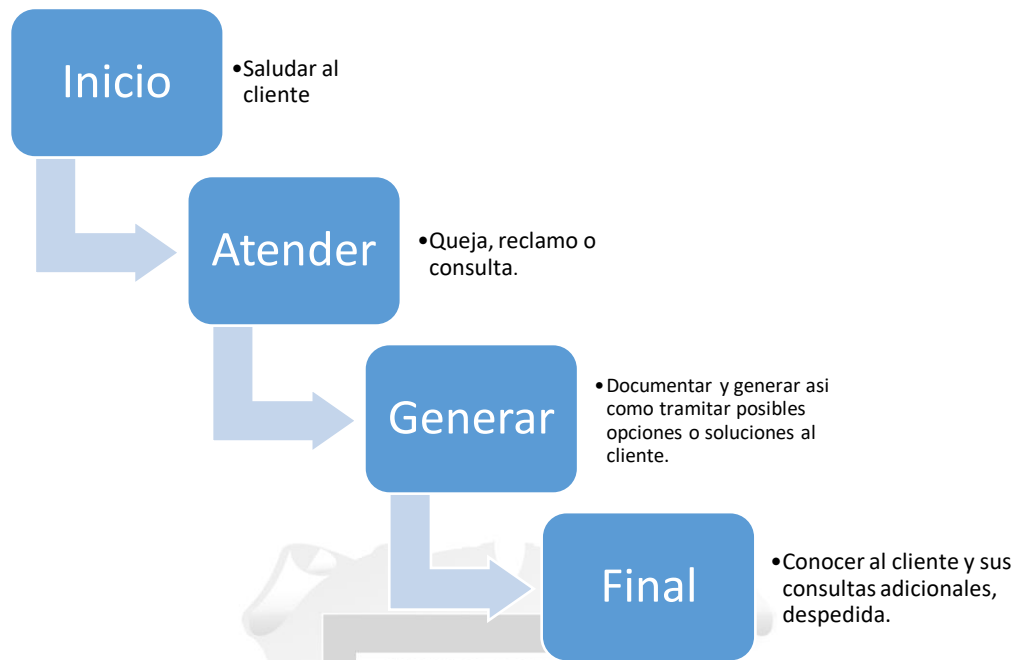 Inicio
•Saludar al
cliente
Atender
•Queja, reclamo o
consulta.
Generar
•Documentar y generar asi
como tramitar posibles
opciones o soluciones al
cliente.
Final
•Conocer al cliente y sus
consultas adicionales,
despedida.